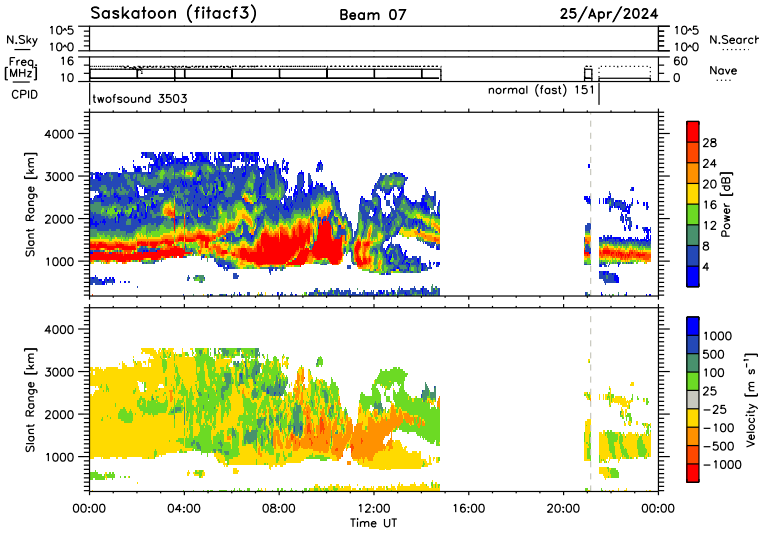 Saskatoon (fitacf3) Beam 07 25/Apr/2024
N.Sky 10^5 10^0 10^5 10^0 N.Search
Freq. [MHz] 16 10 60 0 Nave
CPID twofsound 3503 normal (fast) 151
Slant Range [km] 4000 3000 2000 1000
28 24 20 16 12 8 4 Power [dB]
Slant Range [km] 4000 3000 2000 1000
1000 500 100 25 −25 −100 −500 −1000 Velocity [m s⁻¹]
00:00 04:00 08:00 12:00 16:00 20:00 00:00
Time UT